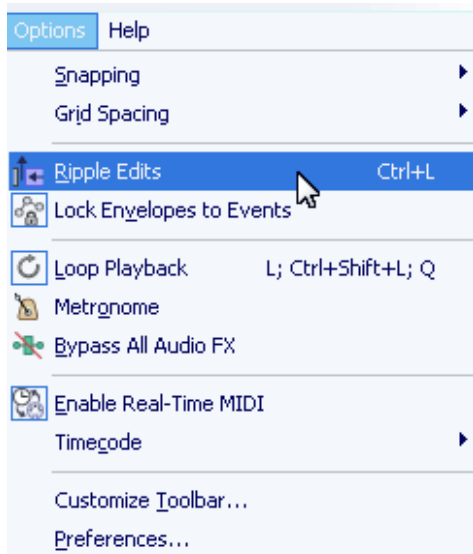 Options Help
Snapping
Grid Spacing
Ripple Edits Ctrl+L
Lock Envelopes to Events
Loop Playback L; Ctrl+Shift+L; Q
Metronome
Bypass All Audio FX
Enable Real-Time MIDI
Timecode
Customize Toolbar...
Preferences...